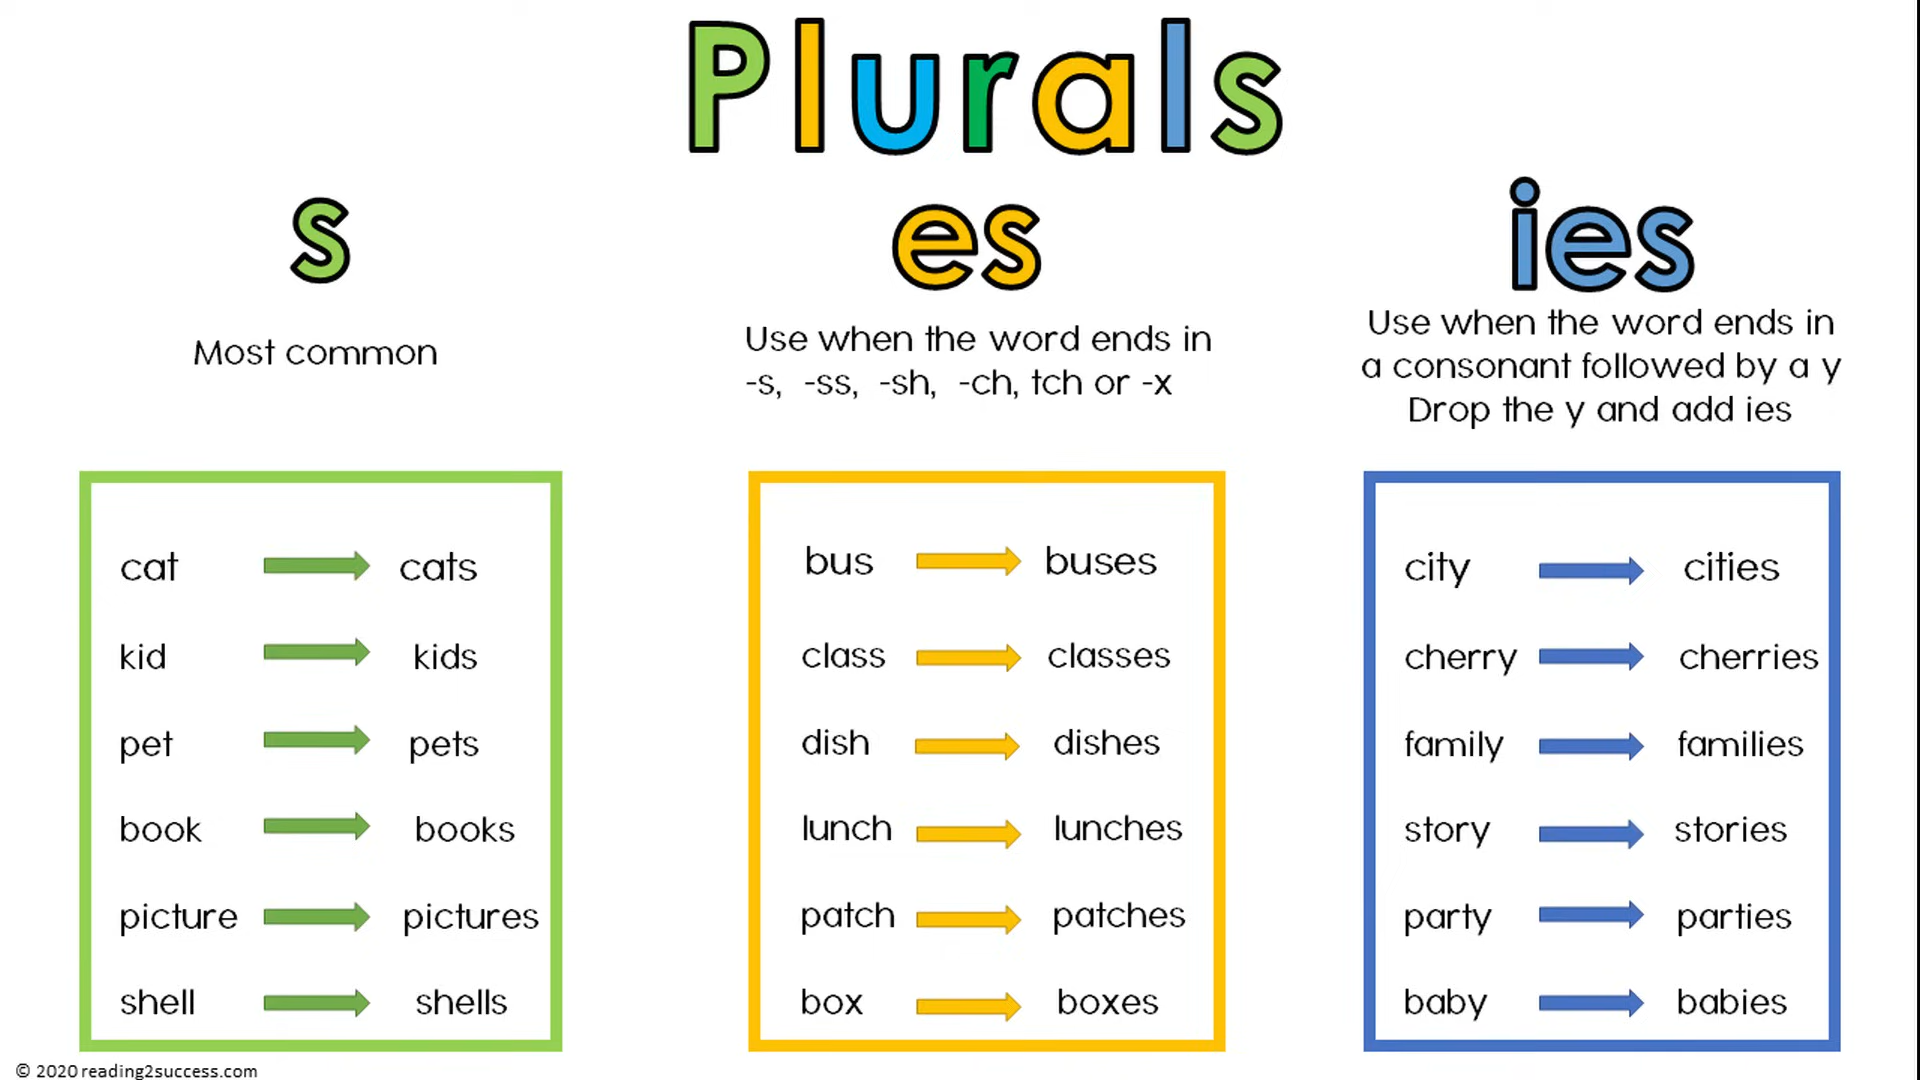 Plurals
s
Most common
cat cats
kid kids
pet pets
book books
picture pictures
shell shells
es
Use when the word ends in
-s, -ss, -sh, -ch, tch or -x
bus buses
class classes
dish dishes
lunch lunches
patch patches
box boxes
ies
Use when the word ends in
a consonant followed by a y
Drop the y and add ies
city cities
cherry cherries
family families
story stories
party parties
baby babies
© 2020 reading2success.com